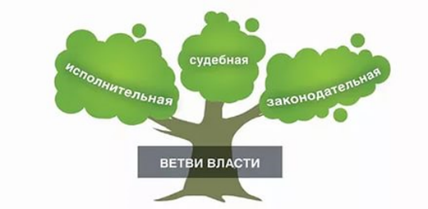 исполнительная
судебная
законодательная
ВЕТВИ ВЛАСТИ